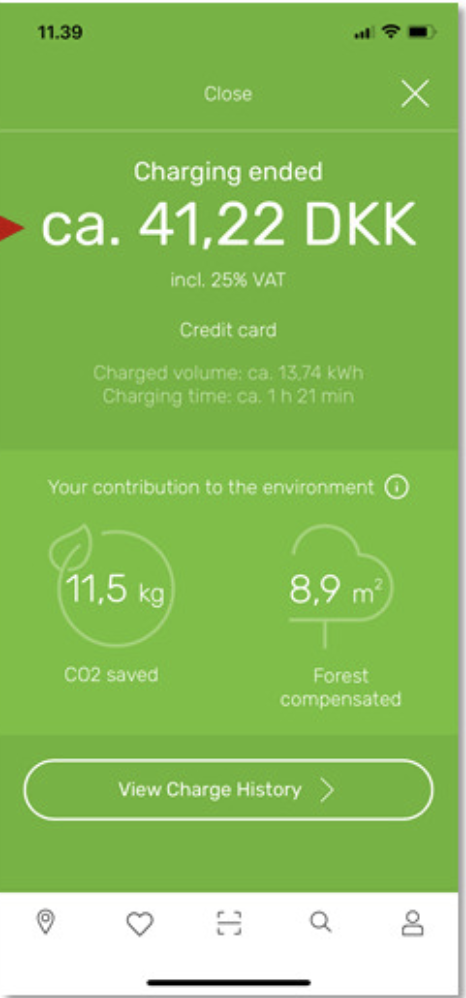 11.39
Close
Charging ended
ca. 41,22 DKK
incl. 25% VAT
Credit card
Charged volume: ca. 13,74 kWh
Charging time: ca. 1 h 21 min
Your contribution to the environment
11,5 kg
8,9 m²
CO2 saved
Forest
compensated
View Charge History